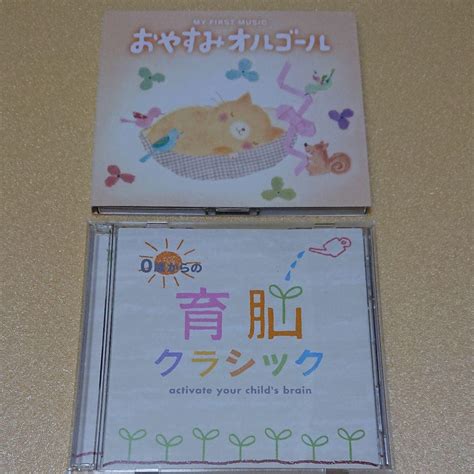 MY FIRST MUSIC
おやすみオルゴール
0歳からの
育脳
クラシック
activate your child's brain